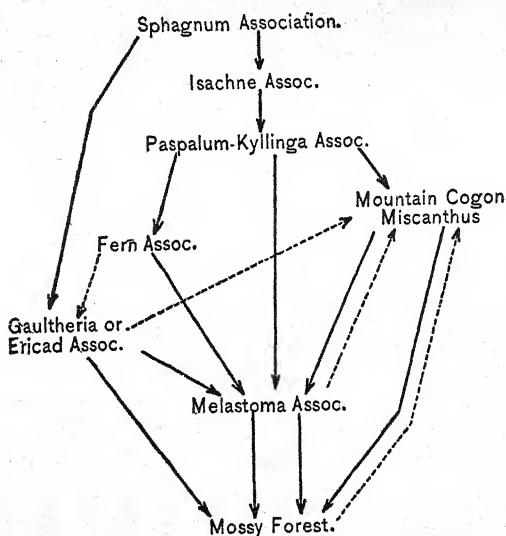 Sphagnum Association.
Isachne Assoc.
Paspalum-Kyllinga Assoc.
Mountain Cogon
Miscanthus
Fern Assoc.
Gaultheria or
Ericad Assoc.
Melastoma Assoc.
Mossy Forest.